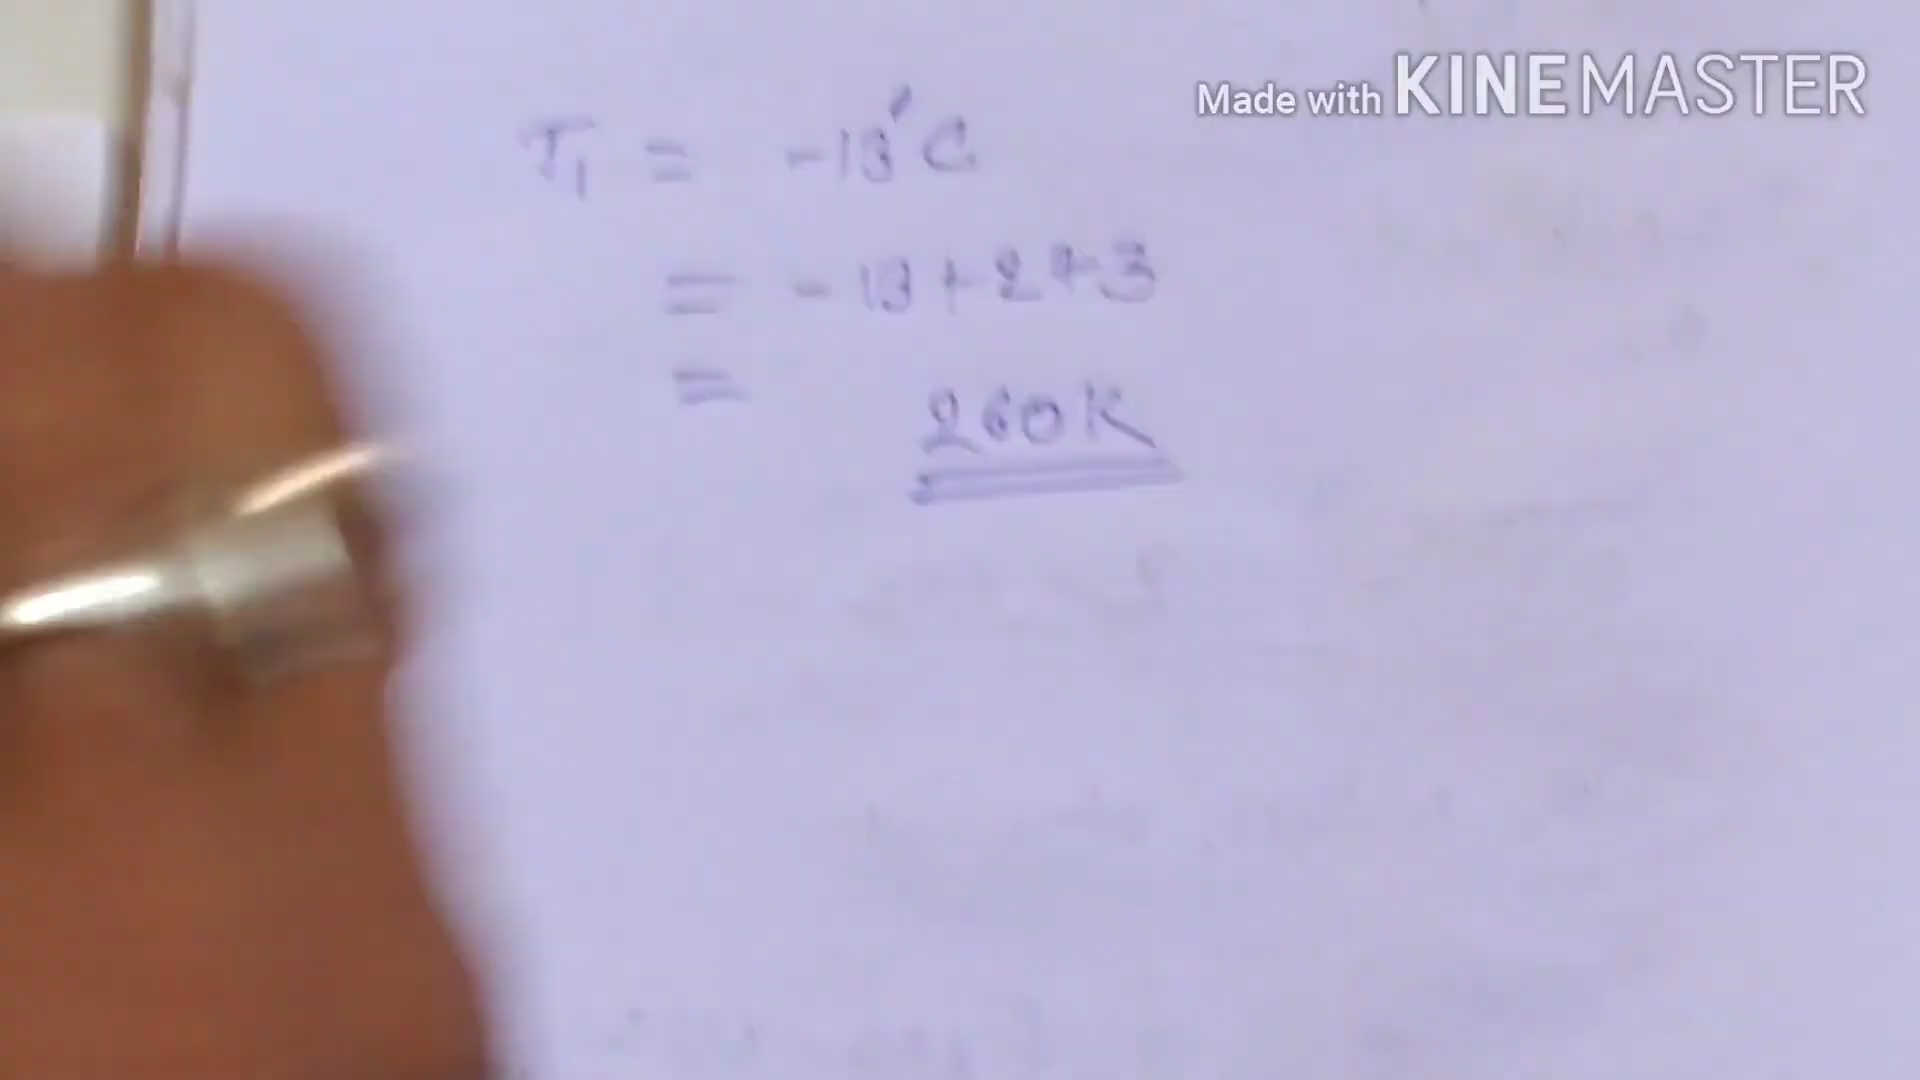 Made with KINEMASTER
T₁ = -13°C
= -13+273
= 260K